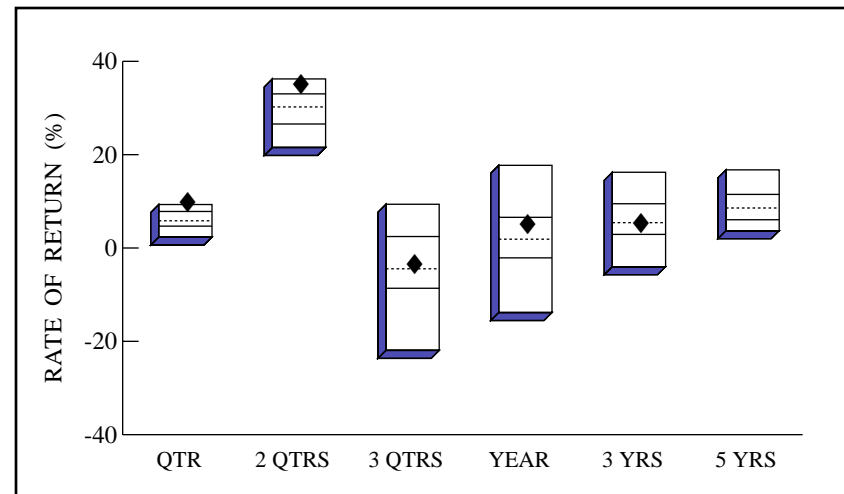 RATE OF RETURN (%)
40
20
0
-20
-40
QTR 2 QTRS 3 QTRS YEAR 3 YRS 5 YRS